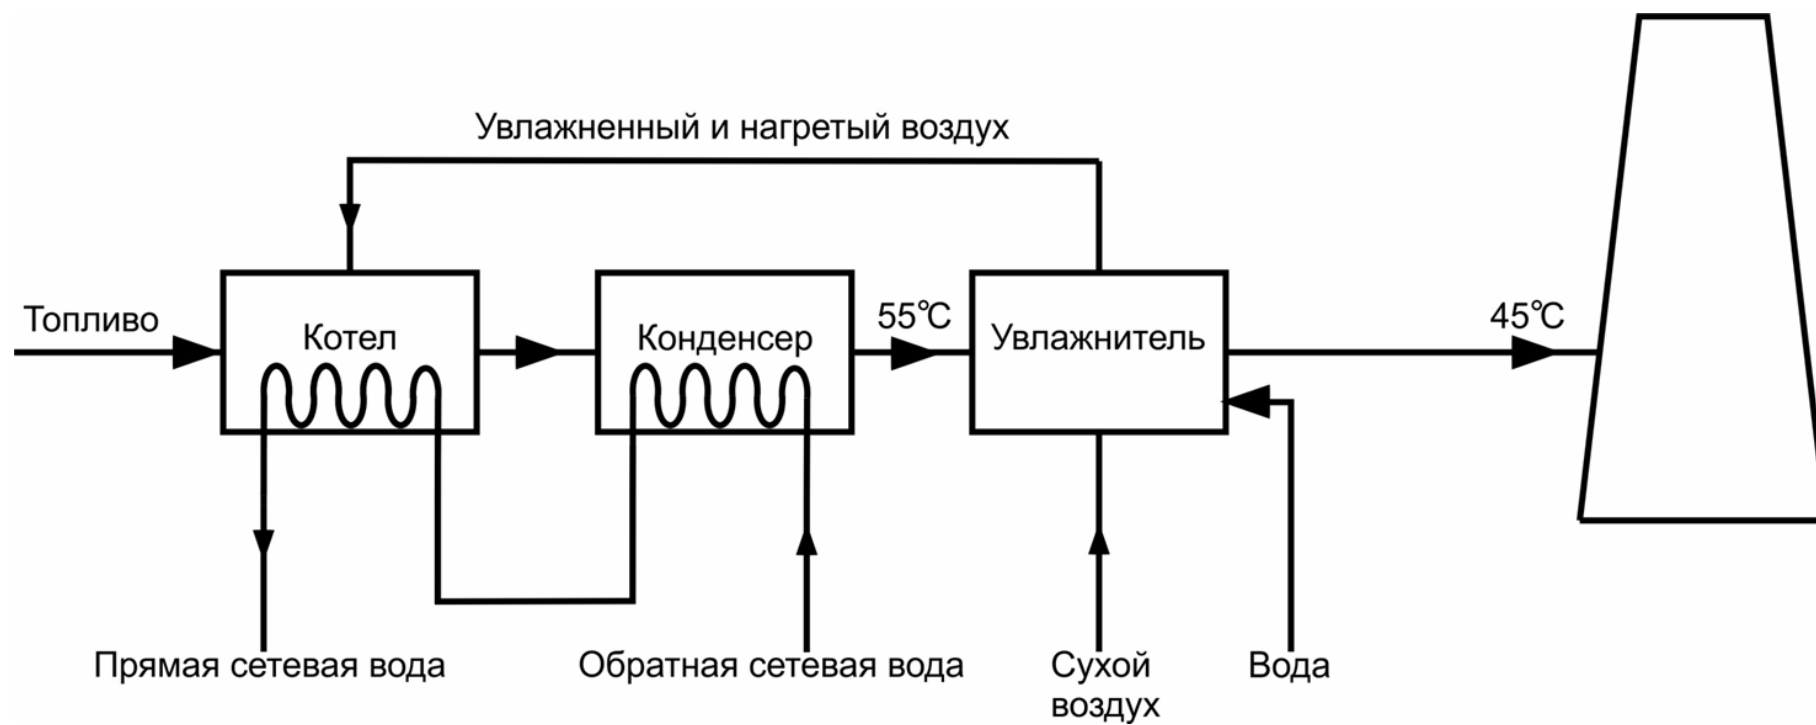 Увлажненный и нагретый воздух
Топливо
Котел
Конденсер
55℃
Увлажнитель
45℃
Прямая сетевая вода
Обратная сетевая вода
Сухой
воздух
Вода